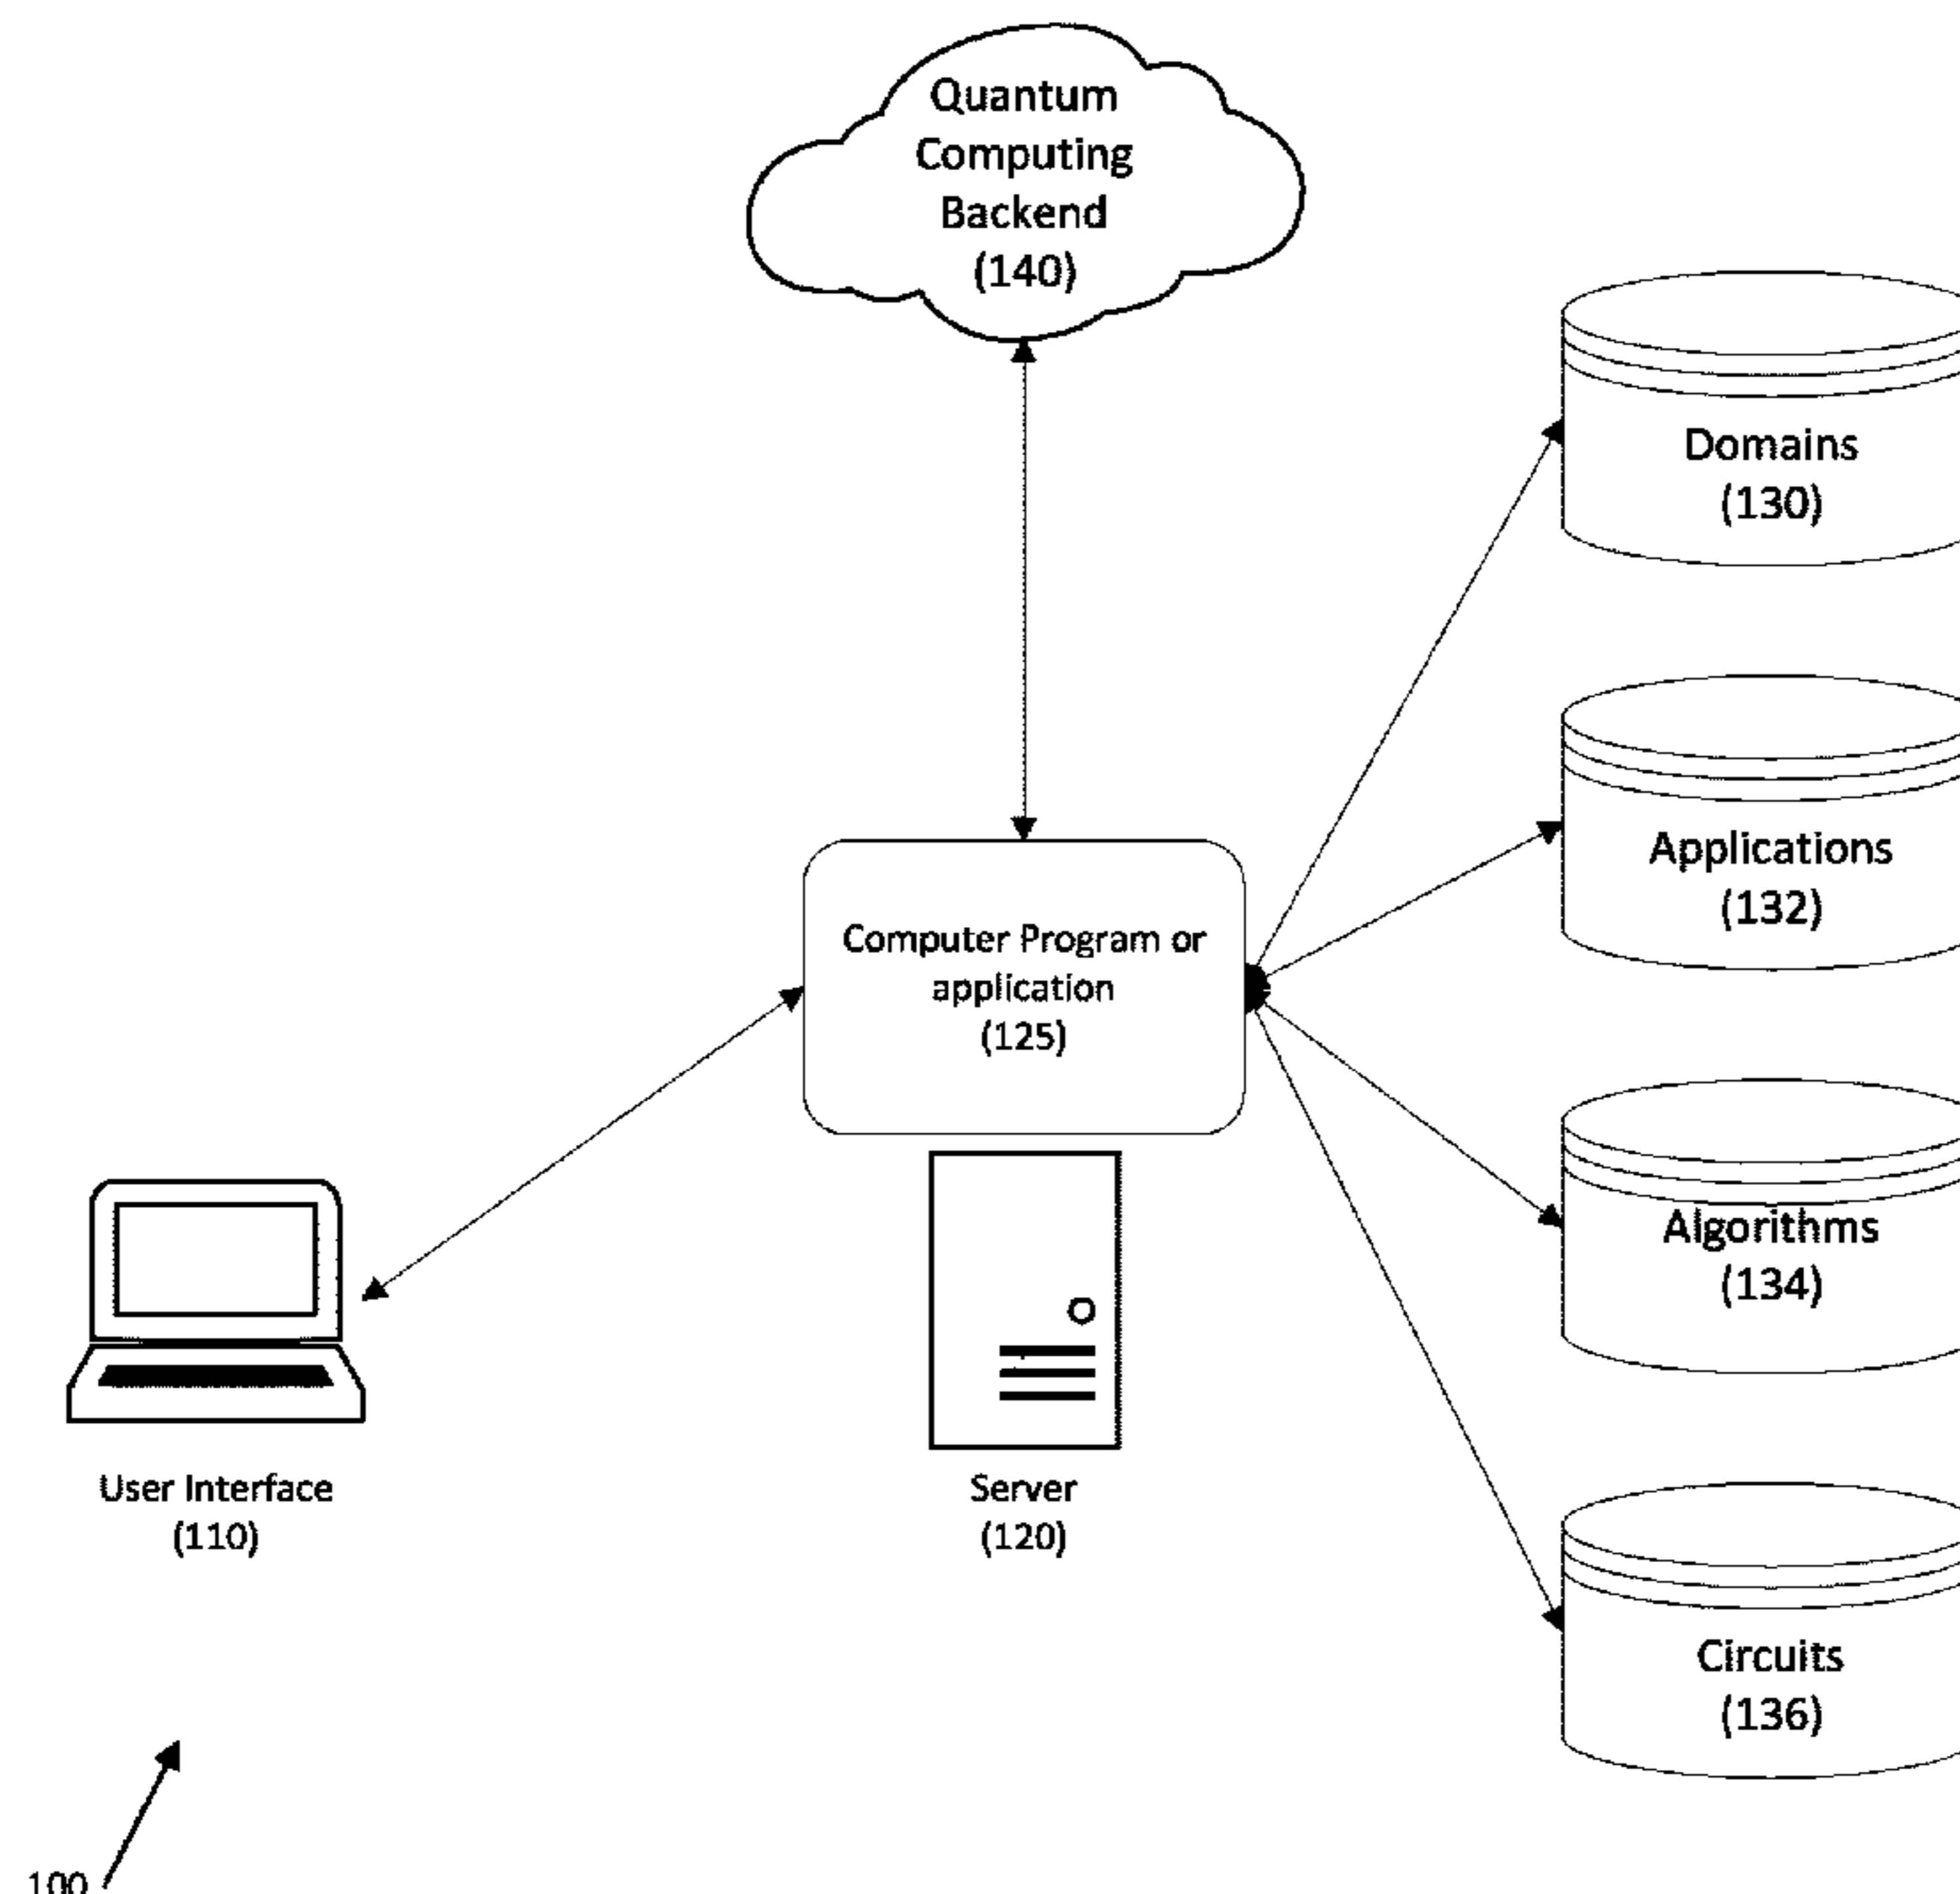 Quantum
Computing
Backend
(140)
Domains
(130)
Applications
(132)
Computer Program or
application
(125)
Algorithms
(134)
User Interface
(110)
Server
(120)
Circuits
(136)
100